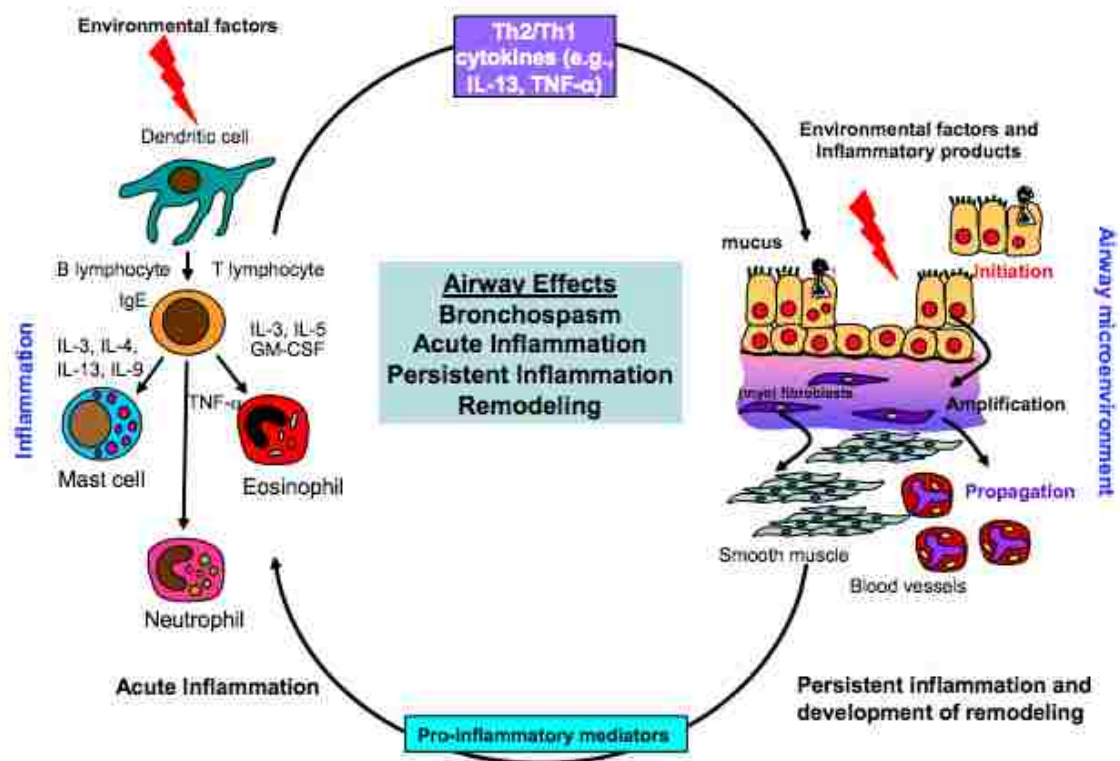 Environmental factors
Th2/Th1
cytokines (e.g.,
IL-13, TNF-α)
Dendritic cell
B lymphocyte
T lymphocyte
IgE
IL-3, IL-4,
IL-13, IL-9
IL-3, IL-5
GM-CSF
TNF-α
Mast cell
Eosinophil
Neutrophil
Inflammation
Acute Inflammation
Airway Effects
Bronchospasm
Acute Inflammation
Persistent Inflammation
Remodeling
Environmental factors and
Inflammatory products
mucus
Initiation
(myo) fibroblasts
Amplification
Propagation
Smooth muscle
Blood vessels
Airway microenvironment
Persistent inflammation and
development of remodeling
Pro-inflammatory mediators